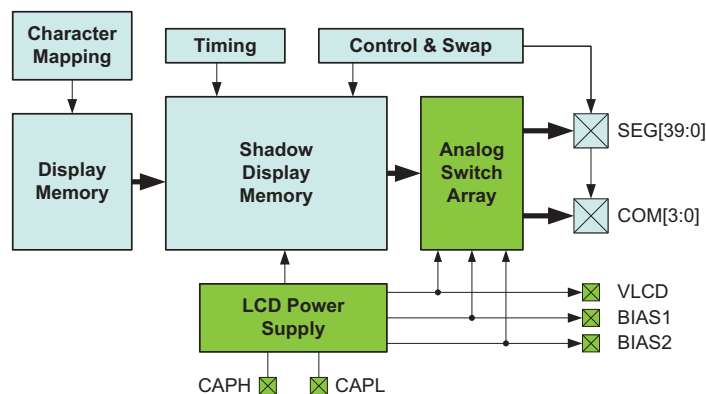 Character
Mapping
Timing
Control & Swap
Display
Memory
Shadow
Display
Memory
Analog
Switch
Array
SEG[39:0]
COM[3:0]
LCD Power
Supply
VLCD
BIAS1
BIAS2
CAPH
CAPL